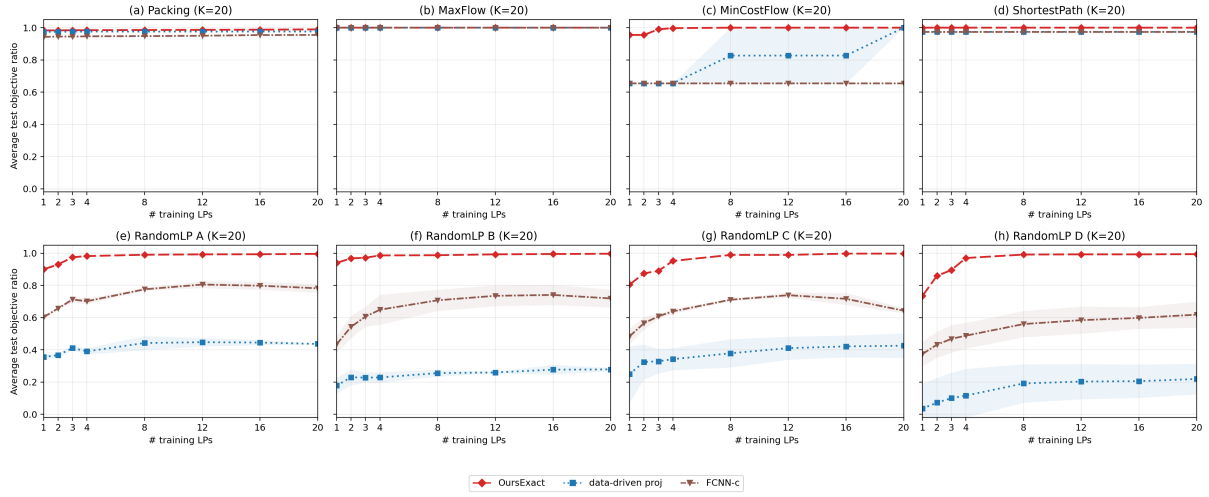 (a) Packing (K=20)
(b) MaxFlow (K=20)
(c) MinCostFlow (K=20)
(d) ShortestPath (K=20)
Average test objective ratio
1.0
0.8
0.6
0.4
0.2
0.0
1 2 3 4 8 12 16 20
1 2 3 4 8 12 16 20
1 2 3 4 8 12 16 20
1 2 3 4 8 12 16 20
# training LPs
# training LPs
# training LPs
# training LPs
(e) RandomLP A (K=20)
(f) RandomLP B (K=20)
(g) RandomLP C (K=20)
(h) RandomLP D (K=20)
Average test objective ratio
1.0
0.8
0.6
0.4
0.2
0.0
1 2 3 4 8 12 16 20
1 2 3 4 8 12 16 20
1 2 3 4 8 12 16 20
1 2 3 4 8 12 16 20
# training LPs
# training LPs
# training LPs
# training LPs
OursExact
data-driven proj
FCNN-c